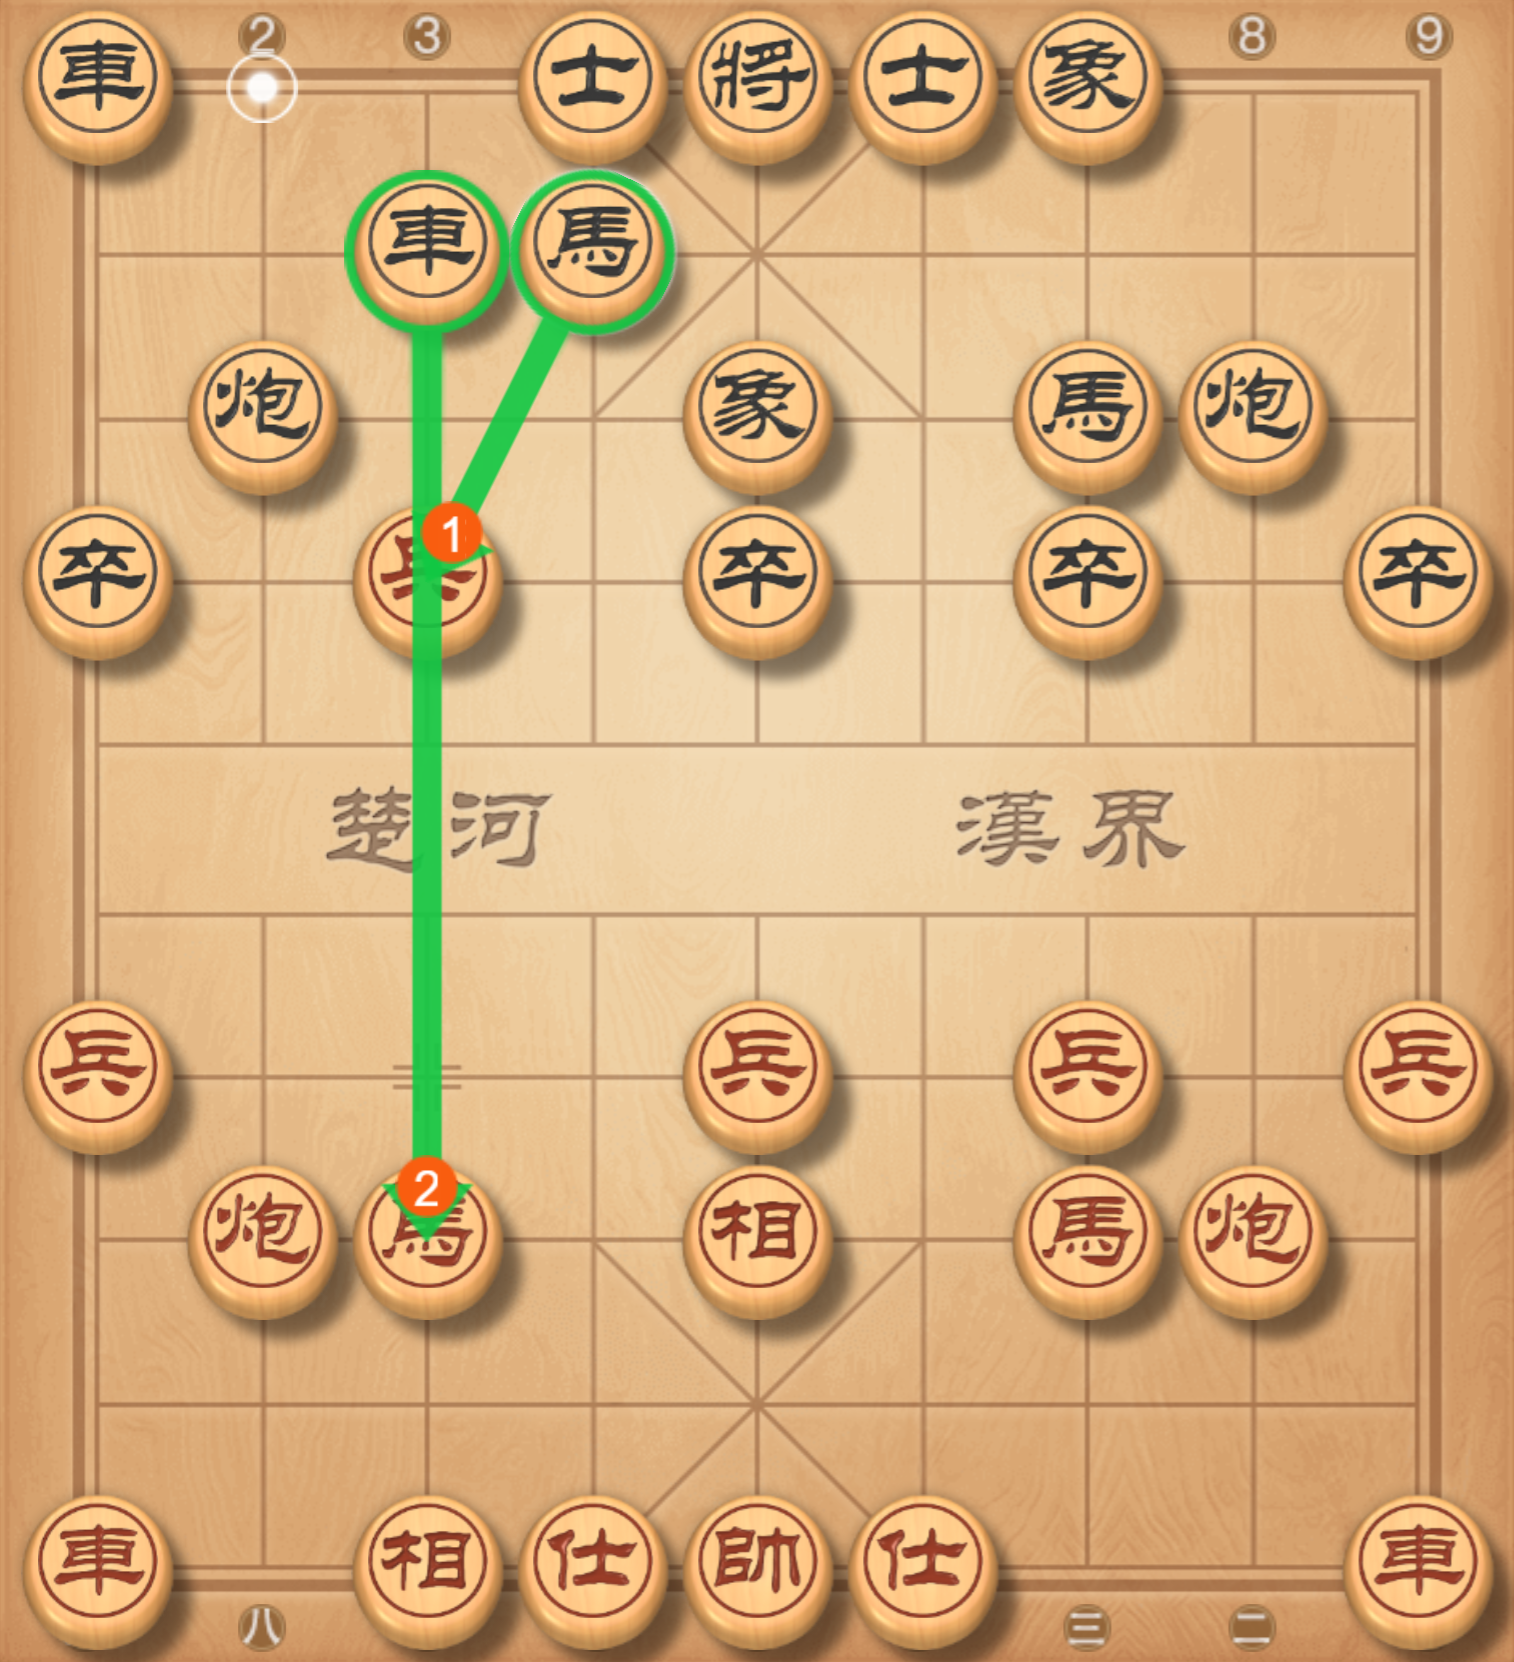 2 3 8 9
車 士 將 士 象
車 馬
炮 象 馬 炮
卒 1 兵 卒 卒 卒
楚河 漢界
兵 兵 兵 兵
2
炮 馬 相 馬 炮
車 相 仕 帥 仕 車
八 三 二